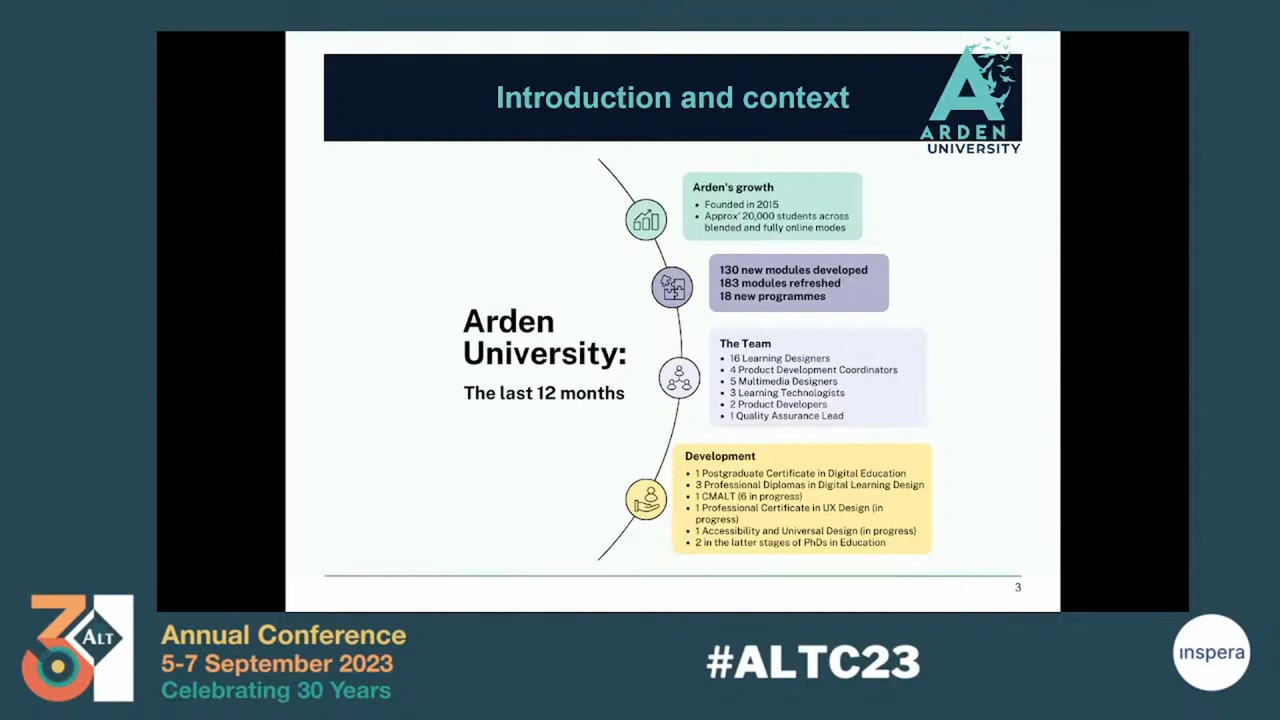 Introduction and context
ARDEN
UNIVERSITY
Arden
University:
The last 12 months
Arden's growth
• Founded in 2015
• Approx' 20,000 students across
blended and fully online modes
130 new modules developed
183 modules refreshed
18 new programmes
The Team
• 16 Learning Designers
• 4 Product Development Coordinators
• 5 Multimedia Designers
• 3 Learning Technologists
• 2 Product Developers
• 1 Quality Assurance Lead
Development
• 1 Postgraduate Certificate in Digital Education
• 3 Professional Diplomas in Digital Learning Design
• 1 CMALT (6 in progress)
• 1 Professional Certificate in UX Design (in
progress)
• 1 Accessibility and Universal Design (in progress)
• 2 in the latter stages of PhDs in Education
3
31
ALT
Annual Conference
5-7 September 2023
Celebrating 30 Years
#ALTC23
inspera